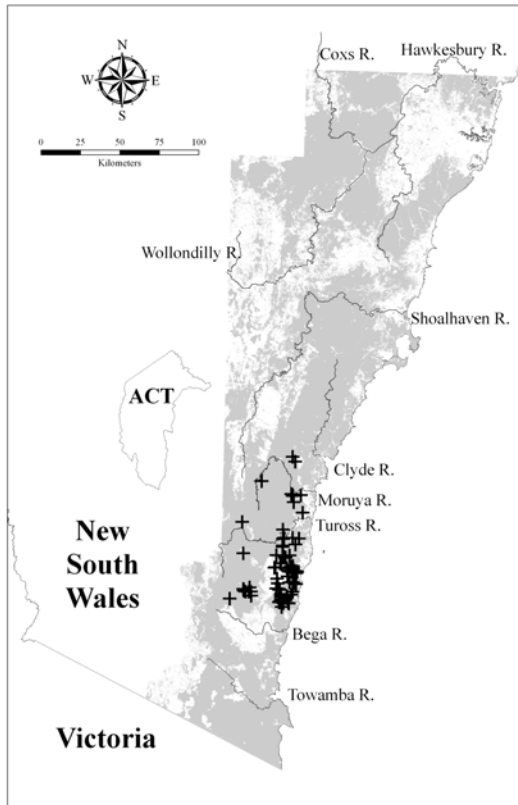 Coxs R.
Hawkesbury R.
N
W E
S
0 25 50 75 100
Kilometers
Wollondilly R.
Shoalhaven R.
ACT
Clyde R.
Moruya R.
Tuross R.
New
South
Wales
Bega R.
Towamba R.
Victoria